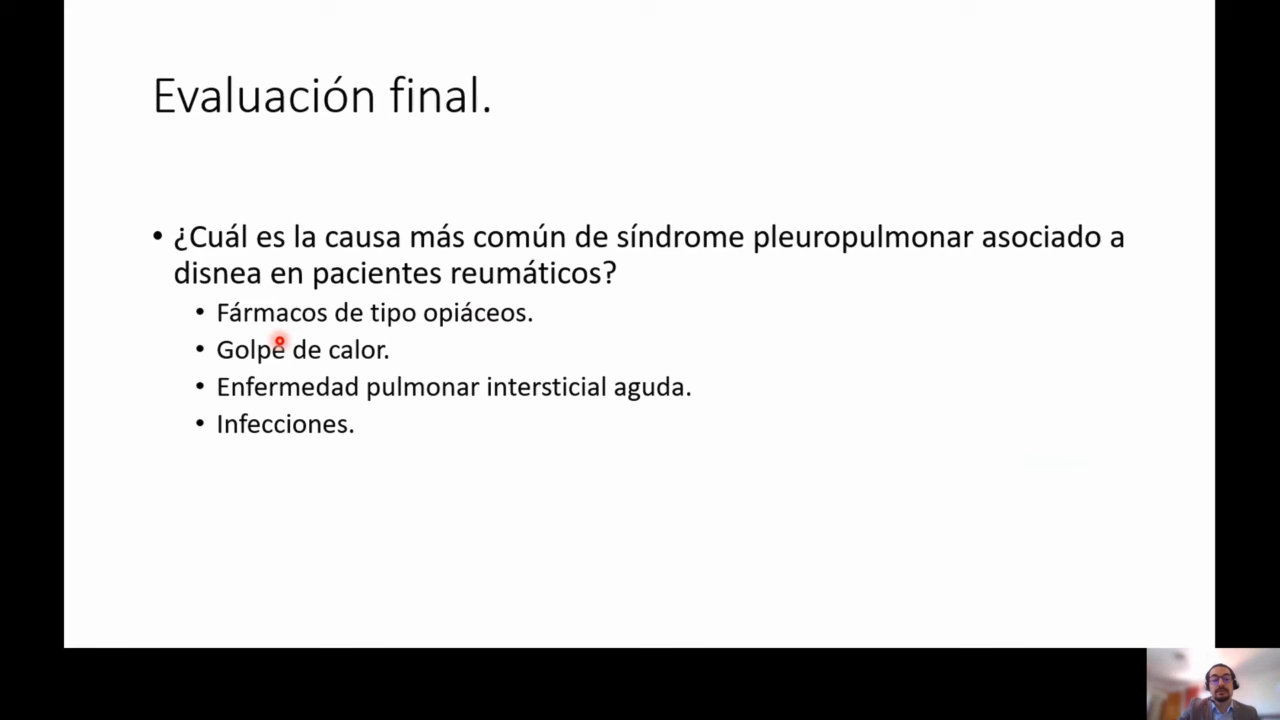 Evaluación final.
• ¿Cuál es la causa más común de síndrome pleuropulmonar asociado a
disnea en pacientes reumáticos?
• Fármacos de tipo opiáceos.
• Golpe de calor.
• Enfermedad pulmonar intersticial aguda.
• Infecciones.